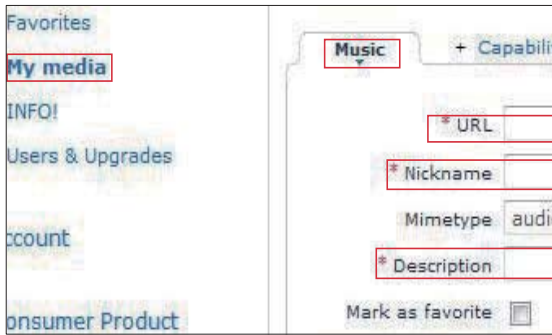 Favorites
My media
INFO!
Users & Upgrades
ccount
onsumer Product
Music + Capabili
* URL
* Nickname
Mimetype audi
* Description
Mark as favorite